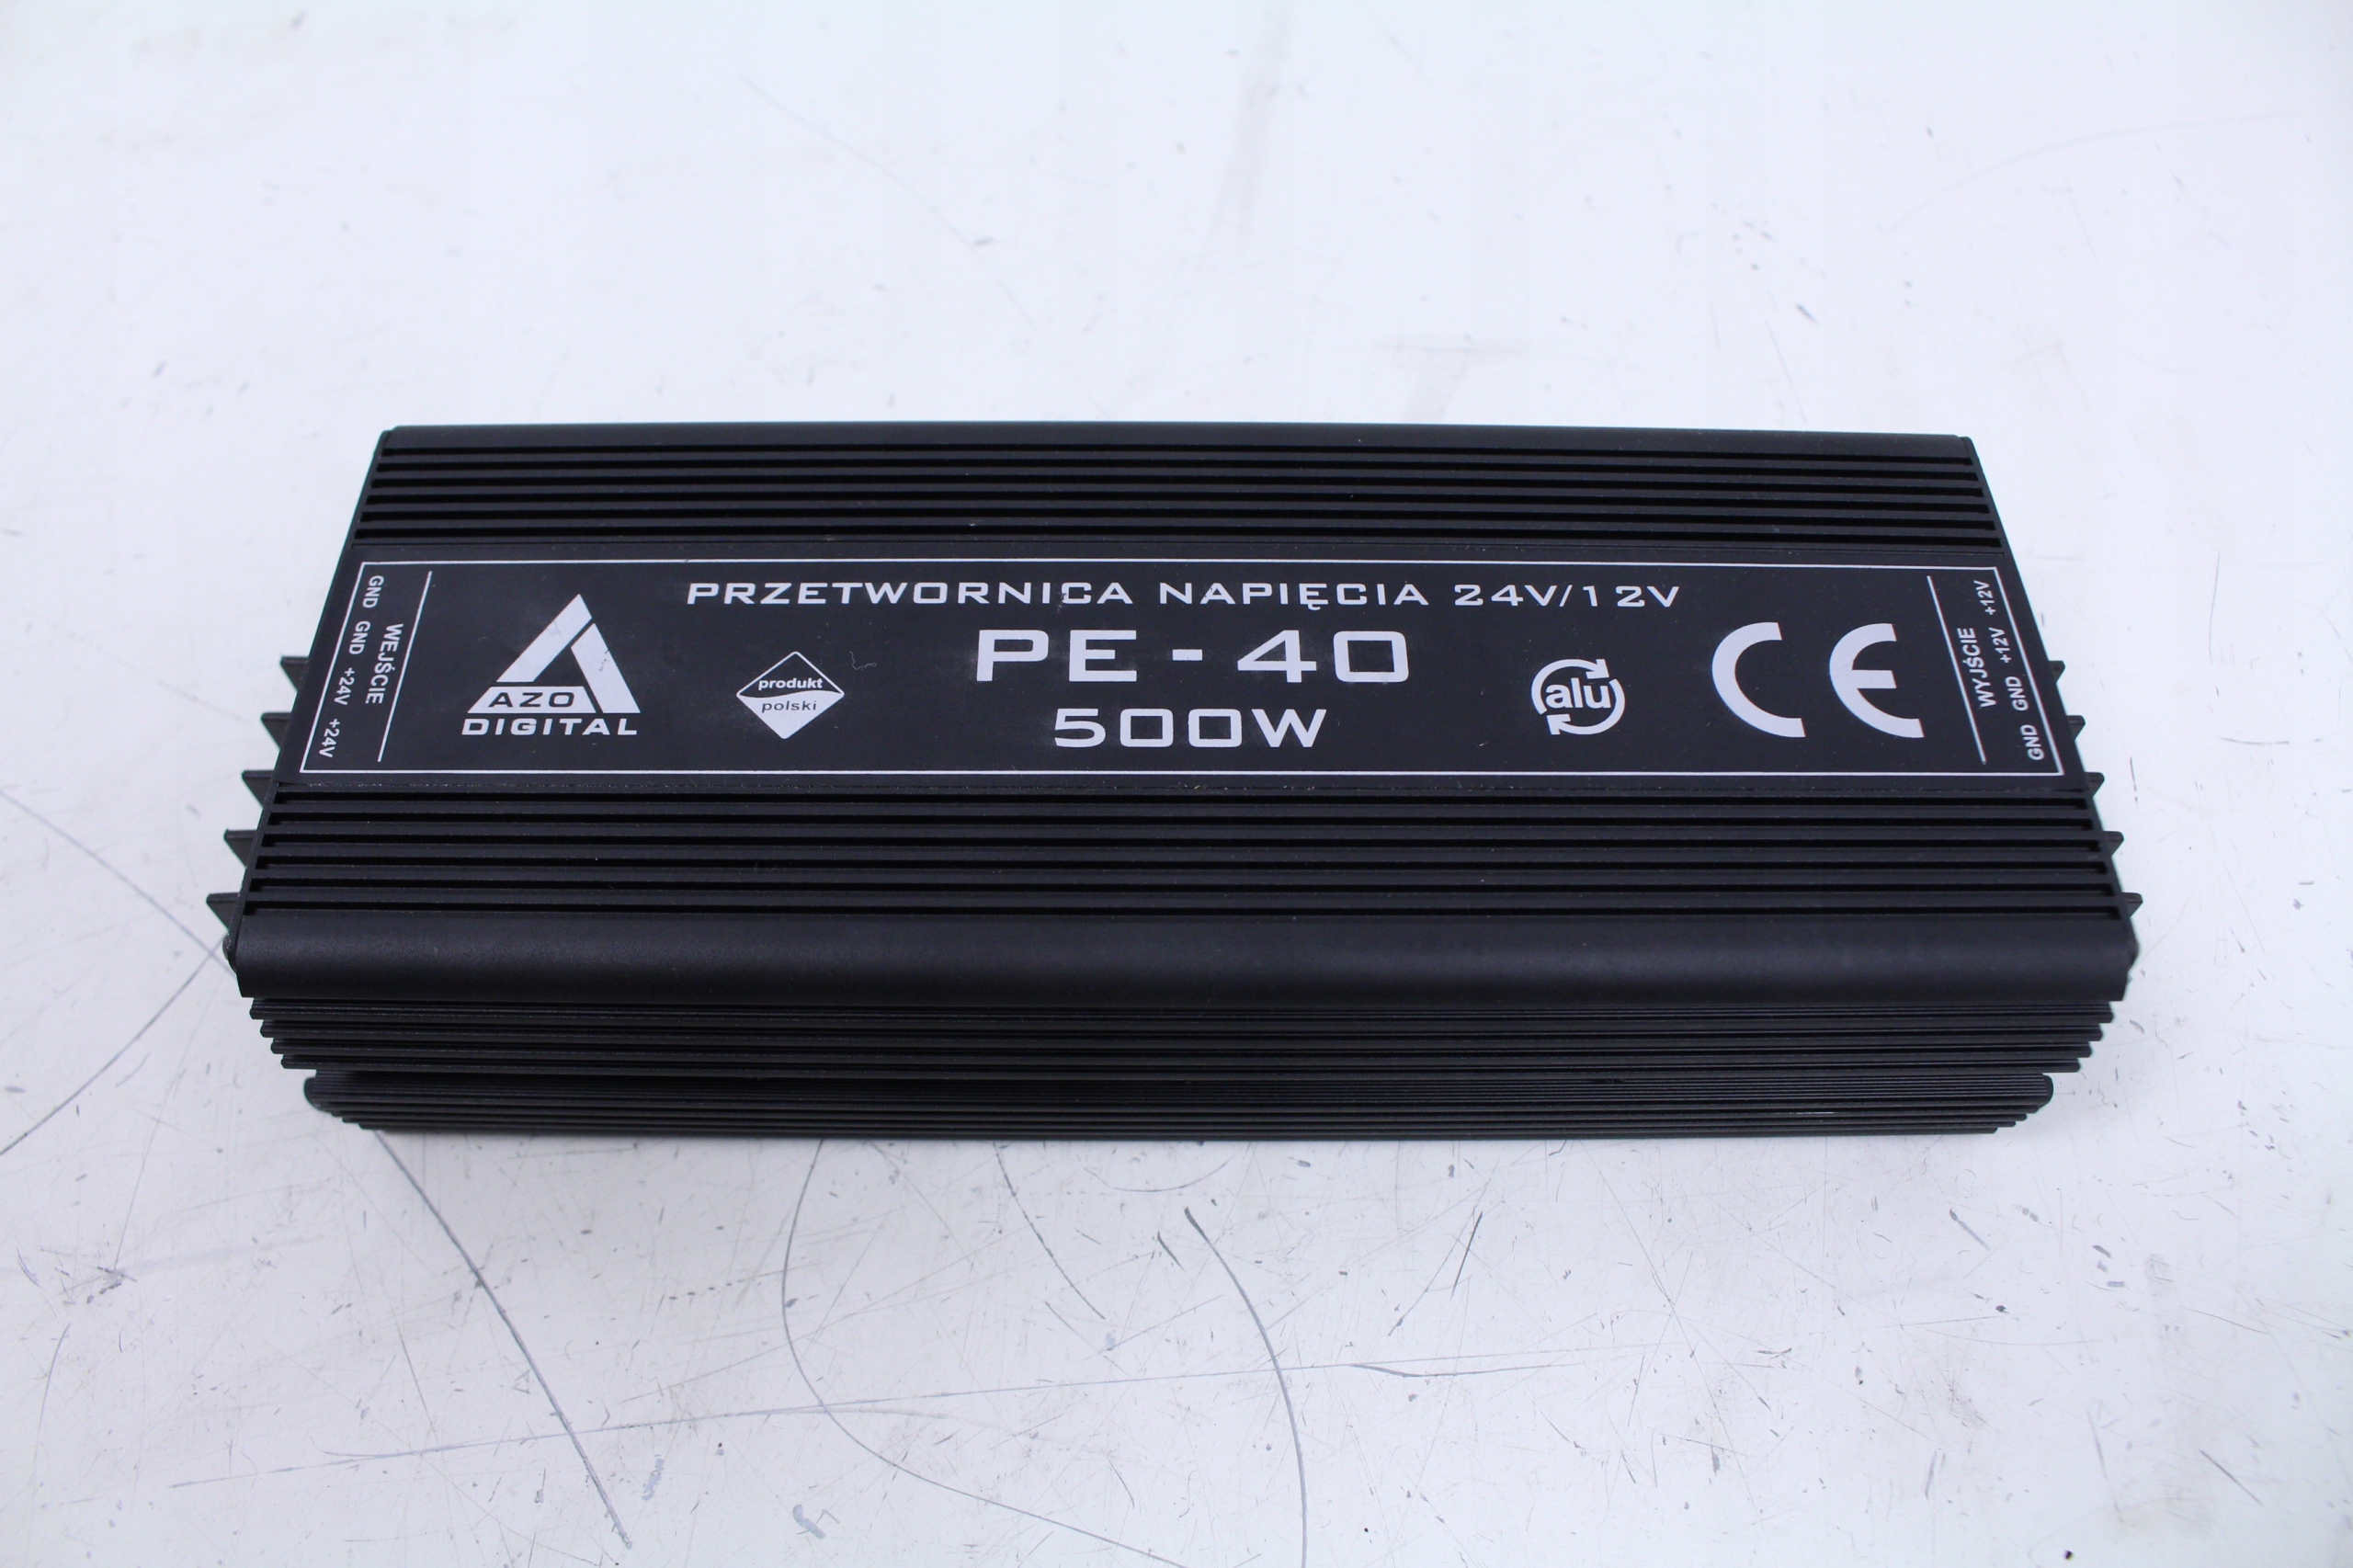 PRZETWORNICA NAPIĘCIA 24V/12V
PE-40
500W
AZO
DIGITAL
produkt
polski
alu
CE
WEJŚCIE
GND GND +24V +24V
WYJŚCIE
GND GND +12V +12V